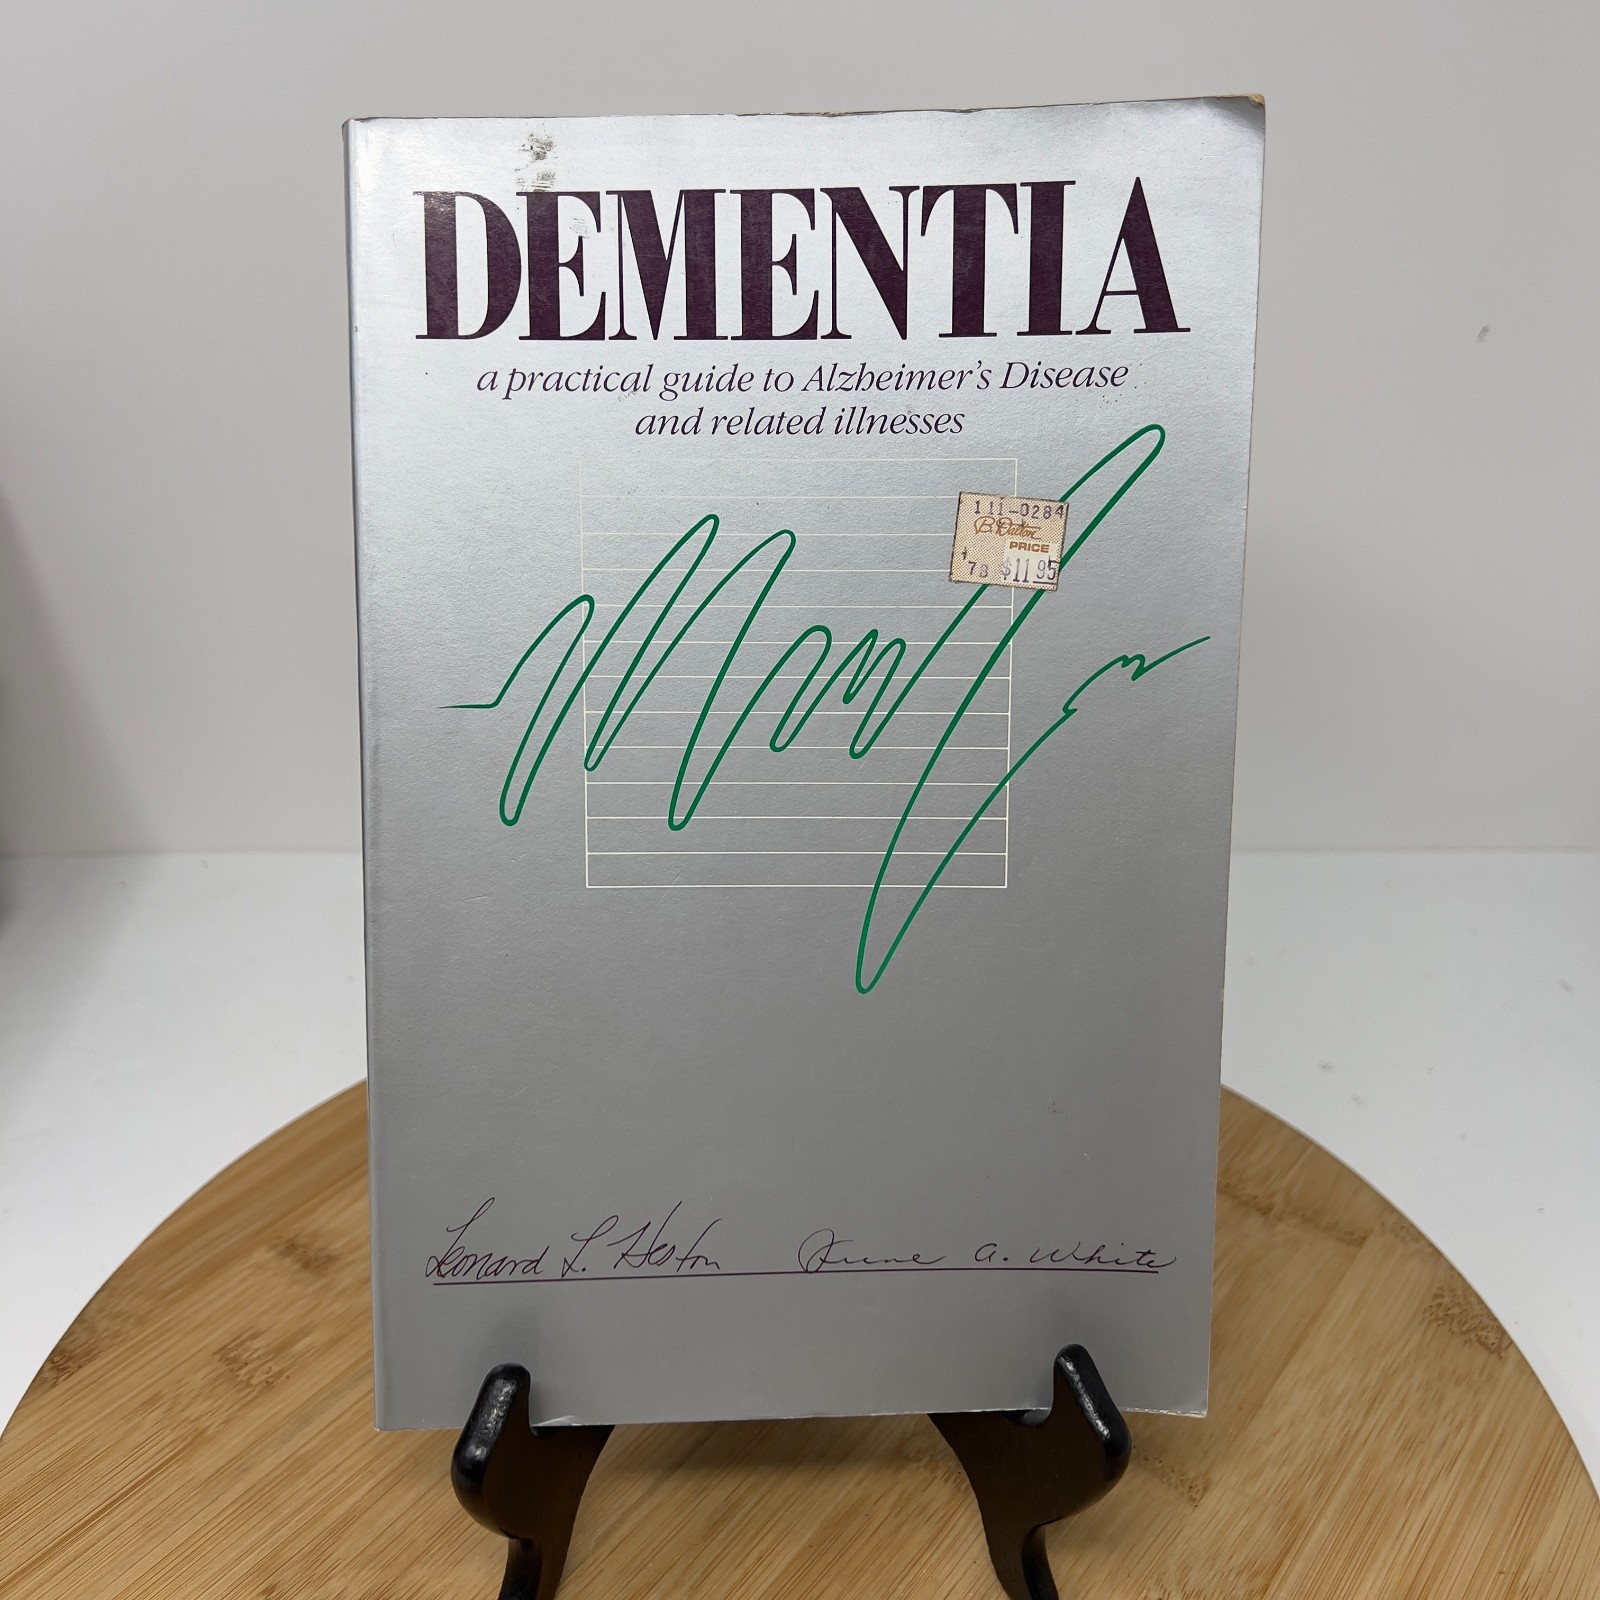 DEMENTIA
a practical guide to Alzheimer's Disease
and related illnesses
111-0284
B. Dalton
PRICE
78 $11.95
Leonard L. Heston June A. White